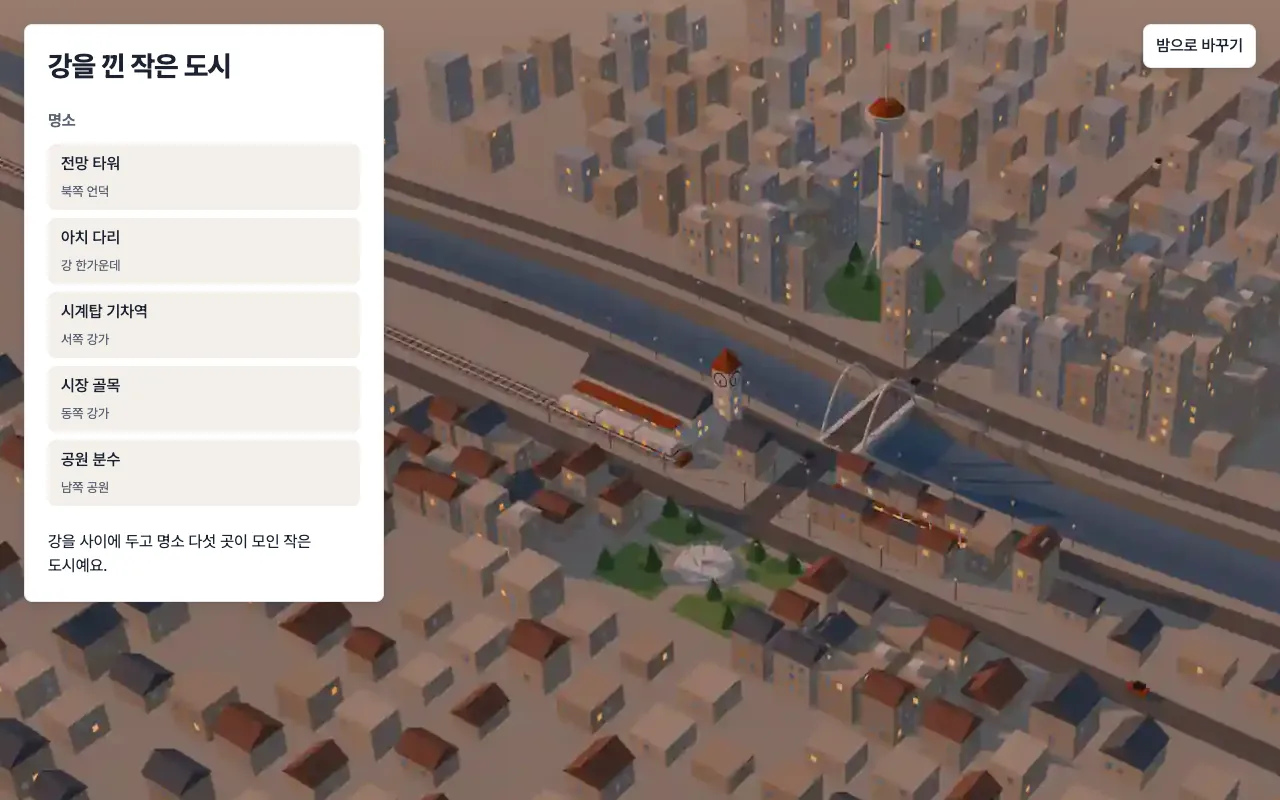 강을 낀 작은 도시
밤으로 바꾸기
명소
전망 타워
북쪽 언덕
아치 다리
강 한가운데
시계탑 기차역
서쪽 강가
시장 골목
동쪽 강가
공원 분수
남쪽 공원
강을 사이에 두고 명소 다섯 곳이 모인 작은
도시예요.